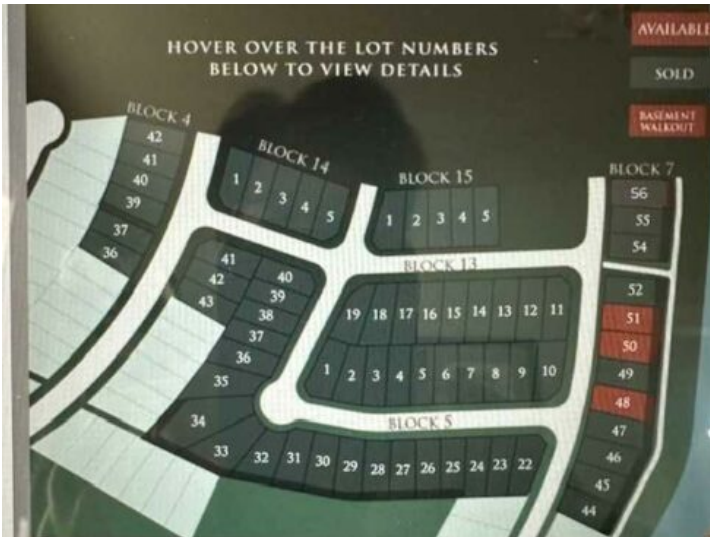 HOVER OVER THE LOT NUMBERS
BELOW TO VIEW DETAILS
AVAILABLE
SOLD
BASEMENT
WALKOUT
BLOCK 4
42
41
40
39
37
36
BLOCK 14
1 2 3 4 5
BLOCK 15
1 2 3 4 5
BLOCK 7
56
55
54
52
51
50
49
48
47
46
45
44
BLOCK 13
19 18 17 16 15 14 13 12 11
1 2 3 4 5 6 7 8 9 10
41
42
43
40
39
38
37
36
35
34
33
BLOCK 5
32 31 30 29 28 27 26 25 24 23 22